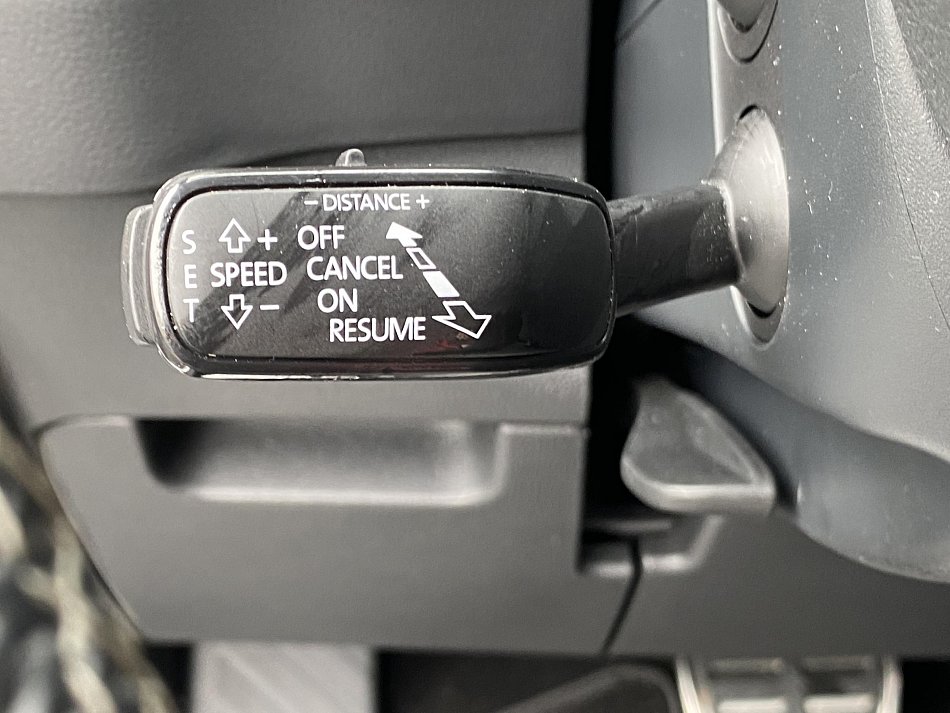 − DISTANCE +
S + OFF
E SPEED CANCEL
T − ON
RESUME